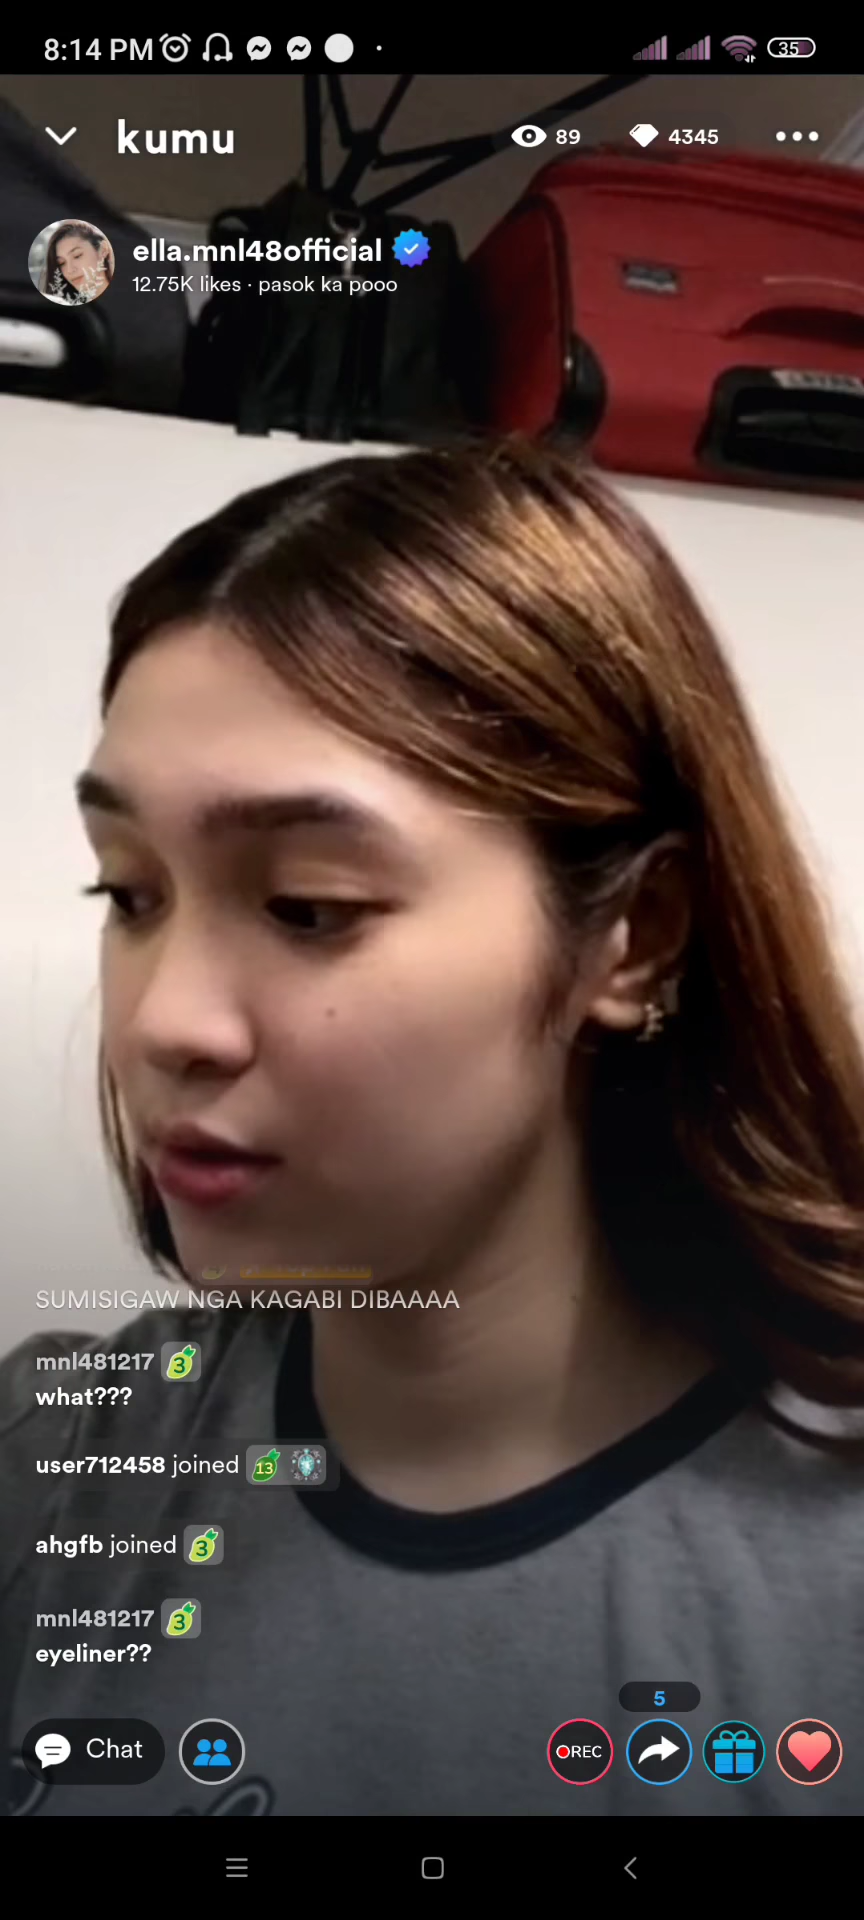 8:14 PM
35
kumu
89
4345
ella.mnl48official
12.75K likes · pasok ka pooo
SUMISIGAW NGA KAGABI DIBAAAA
mnl481217 3
what???
user712458 joined 13
ahgfb joined 3
mnl481217 3
eyeliner??
5
Chat
REC